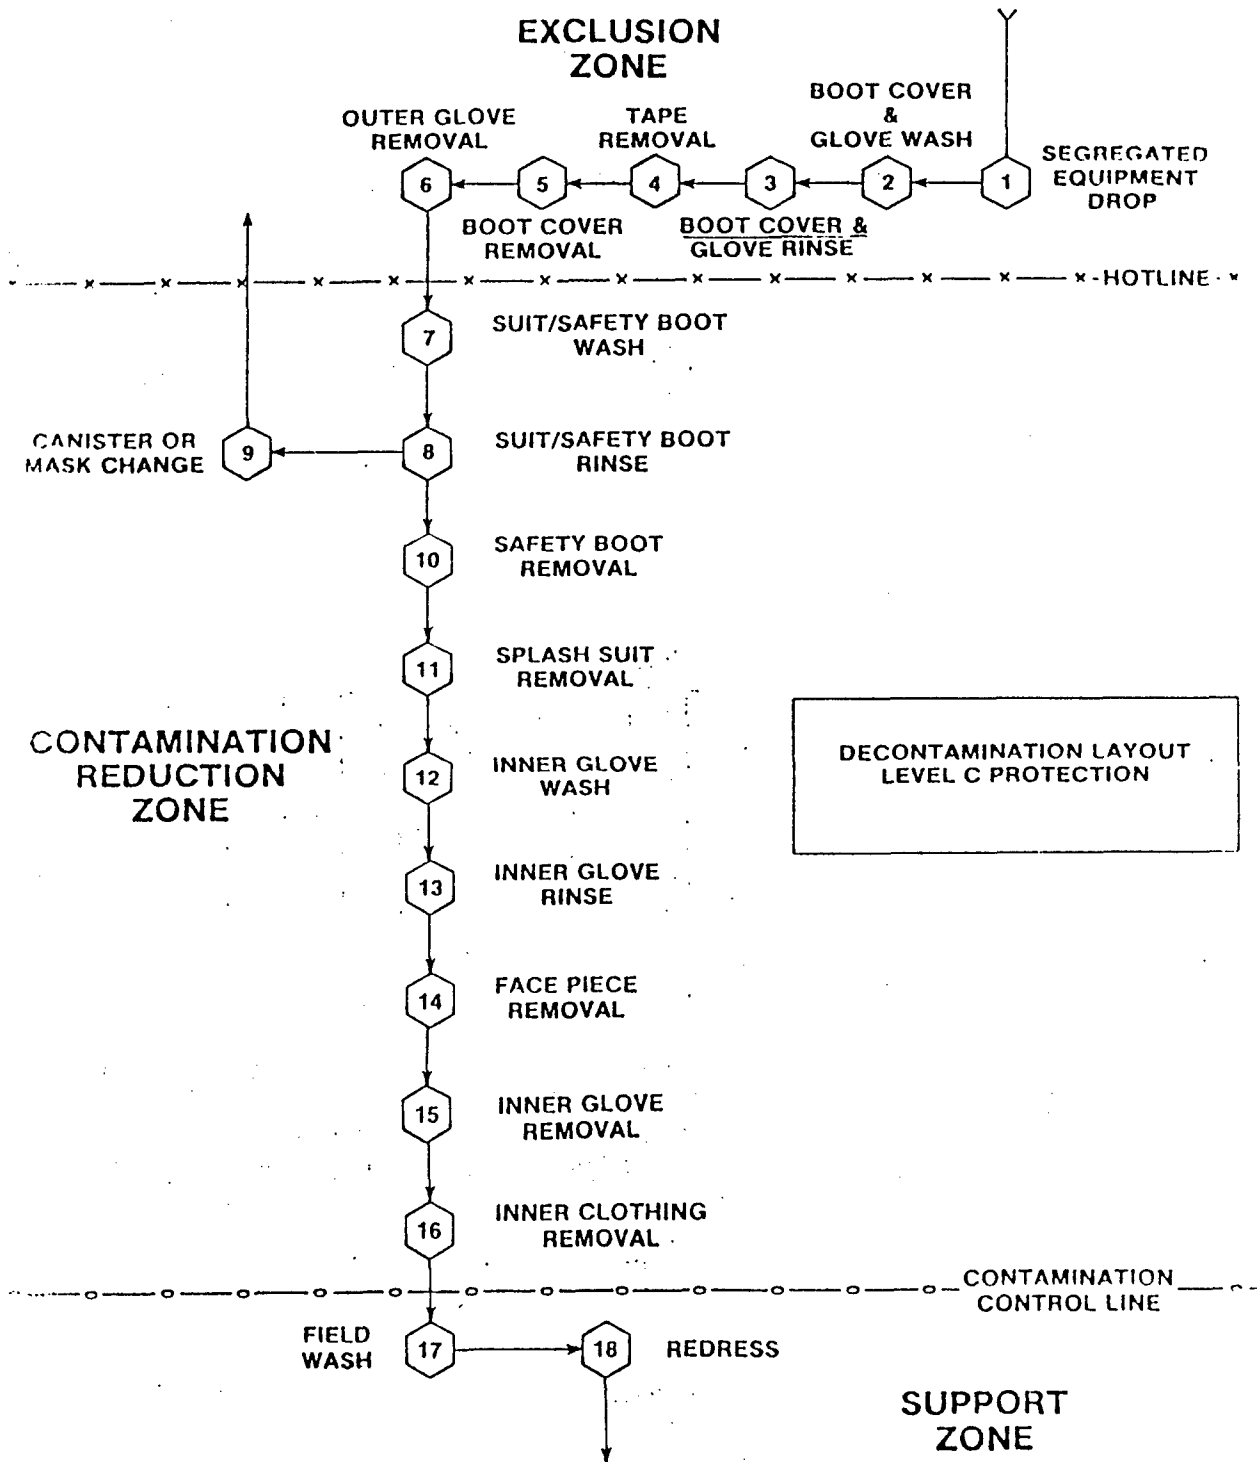 EXCLUSION
ZONE
BOOT COVER
&
GLOVE WASH
TAPE
REMOVAL
OUTER GLOVE
REMOVAL
SEGREGATED
EQUIPMENT
DROP
6
5
4
3
2
1
BOOT COVER
REMOVAL
BOOT COVER &
GLOVE RINSE
HOTLINE
7
SUIT/SAFETY BOOT
WASH
CANISTER OR
MASK CHANGE
9
8
SUIT/SAFETY BOOT
RINSE
10
SAFETY BOOT
REMOVAL
11
SPLASH SUIT
REMOVAL
CONTAMINATION
REDUCTION
ZONE
12
INNER GLOVE
WASH
DECONTAMINATION LAYOUT
LEVEL C PROTECTION
13
INNER GLOVE
RINSE
14
FACE PIECE
REMOVAL
15
INNER GLOVE
REMOVAL
16
INNER CLOTHING
REMOVAL
CONTAMINATION
CONTROL LINE
FIELD
WASH
17
18
REDRESS
SUPPORT
ZONE